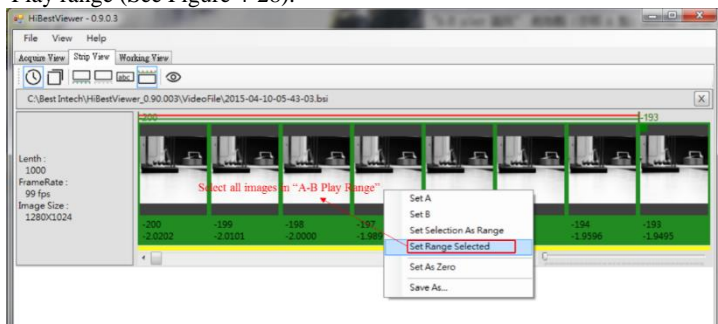 Play range (See Figure 4-28).
HiBestViewer - 0.9.0.3
File View Help
Acquire View Strip View Working View
abc
C:\Best Intech\HiBestViewer_0.90.003\VideoFile\2015-04-10-05-43-03.bsi X
-200 -193
Lenth :
1000
FrameRate :
99 fps
Image Size :
1280X1024
Select all images in “A-B Play Range”
Set A
Set B
Set Selection As Range
Set Range Selected
Set As Zero
Save As...
-200 -199 -198 -197 -194 -193
-2.0202 -2.0101 -2.0000 -1.989 -1.9596 -1.9495